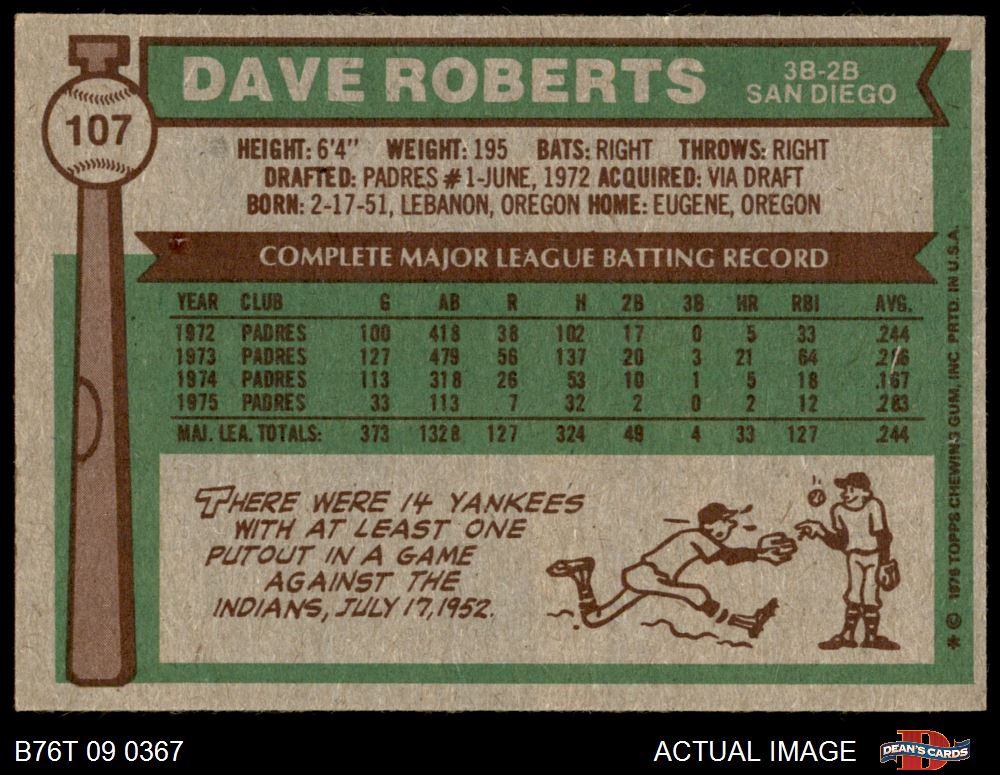 107
DAVE ROBERTS
3B-2B
SAN DIEGO
HEIGHT: 6'4" WEIGHT: 195 BATS: RIGHT THROWS: RIGHT
DRAFTED: PADRES #1-JUNE, 1972 ACQUIRED: VIA DRAFT
BORN: 2-17-51, LEBANON, OREGON HOME: EUGENE, OREGON
COMPLETE MAJOR LEAGUE BATTING RECORD
YEAR CLUB G AB R H 2B 3B HR RBI AVG.
1972 PADRES 100 418 38 102 17 0 5 33 .244
1973 PADRES 127 479 56 137 20 3 21 64 .286
1974 PADRES 113 318 26 53 10 1 5 18 .167
1975 PADRES 33 113 7 32 2 0 2 12 .283
MAJ. LEA. TOTALS: 373 1328 127 324 49 4 33 127 .244
THERE WERE 14 YANKEES
WITH AT LEAST ONE
PUTOUT IN A GAME
AGAINST THE
INDIANS, JULY 17, 1952.
* © 1976 TOPPS CHEWING GUM, INC. PRTD. IN U.S.A.
B76T 09 0367
ACTUAL IMAGE
DEAN'S CARDS